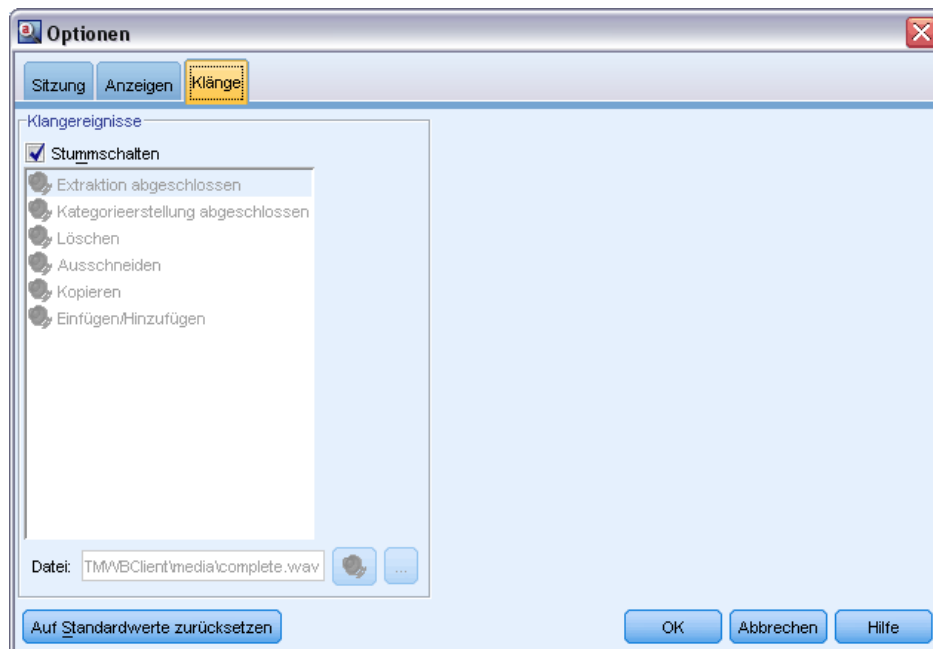 Optionen
Sitzung Anzeigen Klänge
Klangereignisse
Stummschalten
Extraktion abgeschlossen
Kategorieerstellung abgeschlossen
Löschen
Ausschneiden
Kopieren
Einfügen/Hinzufügen
Datei: TMWBClient\media\complete.wav ...
Auf Standardwerte zurücksetzen OK Abbrechen Hilfe